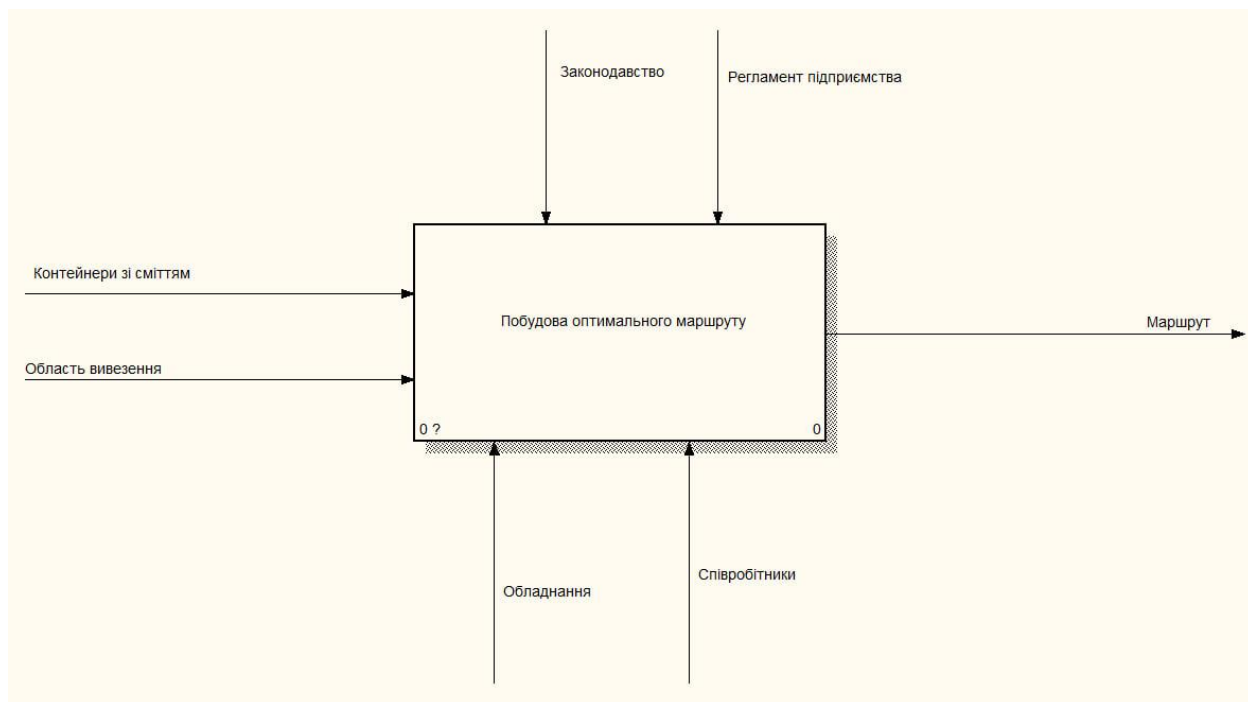 Законодавство
Регламент підприємства
Контейнери зі сміттям
Побудова оптимального маршруту
Маршрут
Область вивезення
0 ?
0
Співробітники
Обладнання